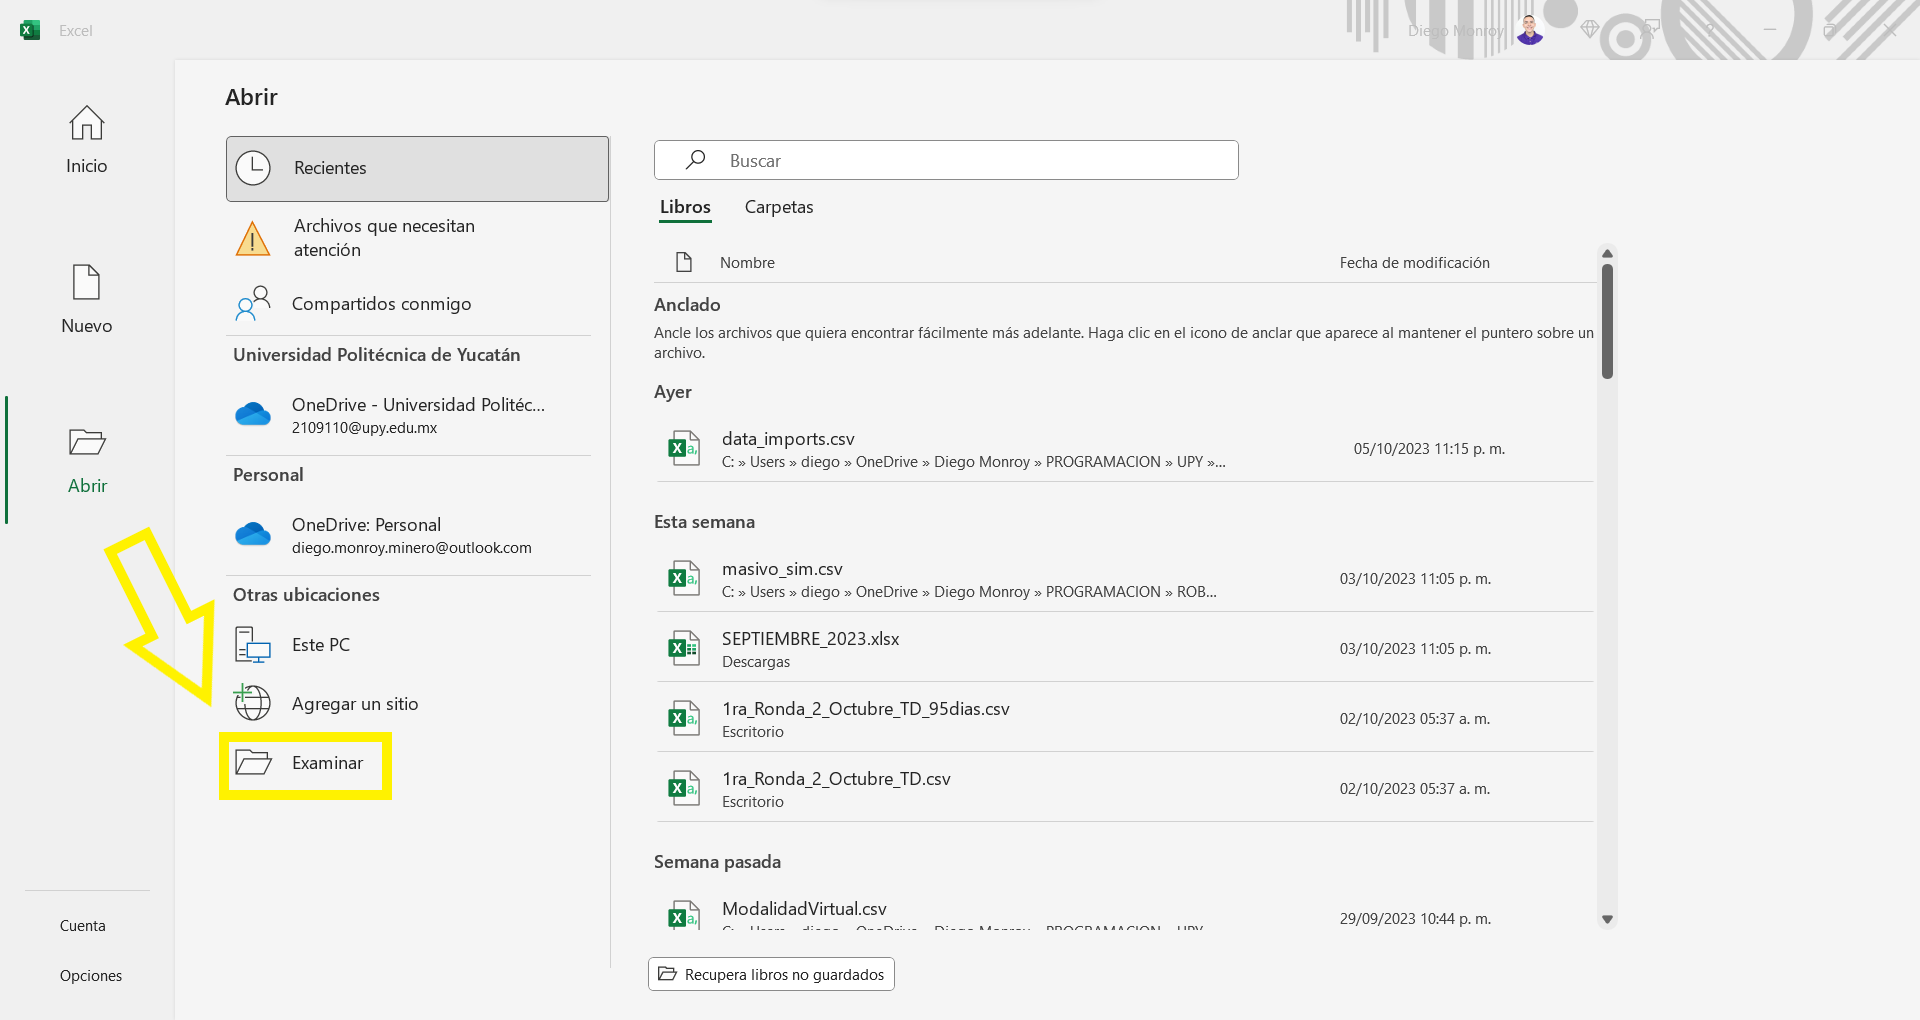 Excel
Diego Monroy
Inicio
Nuevo
Abrir
Cuenta
Opciones
Abrir
Recientes
Archivos que necesitan
atención
Compartidos conmigo
Universidad Politécnica de Yucatán
OneDrive - Universidad Politéc...
2109110@upy.edu.mx
Personal
OneDrive: Personal
diego.monroy.minero@outlook.com
Otras ubicaciones
Este PC
Agregar un sitio
Examinar
Buscar
Libros Carpetas
Nombre Fecha de modificación
Anclado
Ancle los archivos que quiera encontrar fácilmente más adelante. Haga clic en el icono de anclar que aparece al mantener el puntero sobre un
archivo.
Ayer
data_imports.csv
C: » Users » diego » OneDrive » Diego Monroy » PROGRAMACION » UPY »...
05/10/2023 11:15 p. m.
Esta semana
masivo_sim.csv
C: » Users » diego » OneDrive » Diego Monroy » PROGRAMACION » ROB...
03/10/2023 11:05 p. m.
SEPTIEMBRE_2023.xlsx
Descargas
03/10/2023 11:05 p. m.
1ra_Ronda_2_Octubre_TD_95dias.csv
Escritorio
02/10/2023 05:37 a. m.
1ra_Ronda_2_Octubre_TD.csv
Escritorio
02/10/2023 05:37 a. m.
Semana pasada
ModalidadVirtual.csv
C: » Users » diego » OneDrive » Diego Monroy » PROGRAMACION » UPY
29/09/2023 10:44 p. m.
Recupera libros no guardados